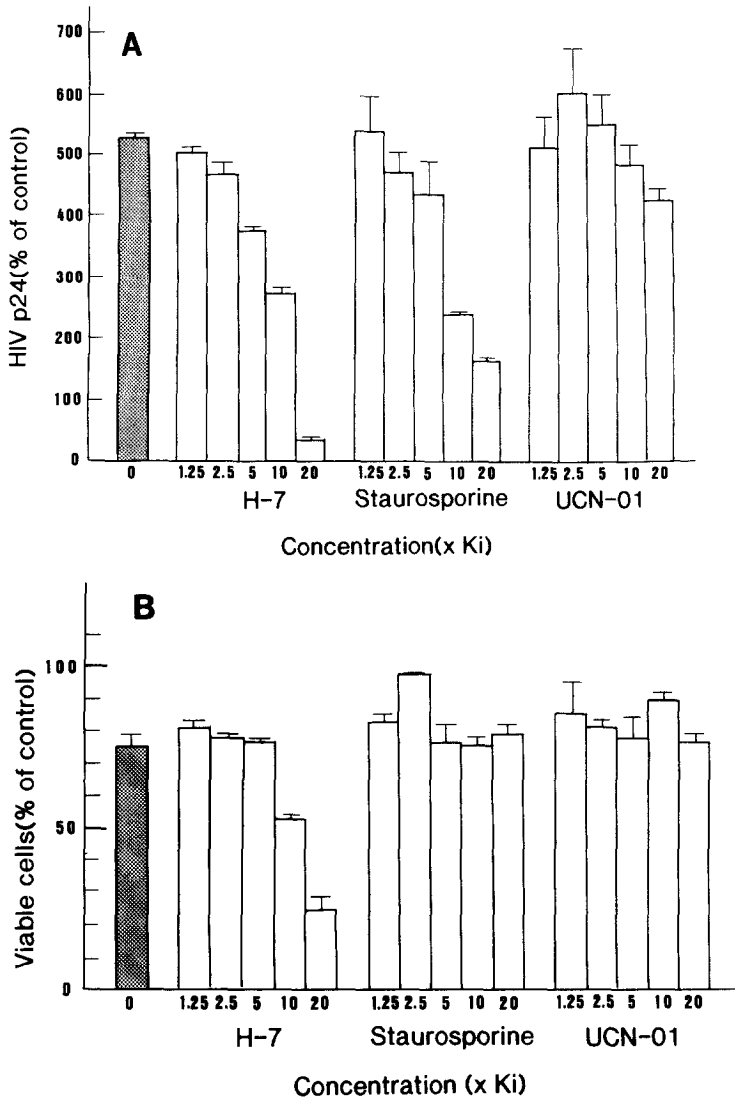 A
HIV p24(% of control)
700
600
500
400
300
200
100
0
0 1.25 2.5 5 10 20 1.25 2.5 5 10 20 1.25 2.5 5 10 20
H-7 Staurosporine UCN-01
Concentration(x Ki)
B
Viable cells(% of control)
100
50
0
0 1.25 2.5 5 10 20 1.25 2.5 5 10 20 1.25 2.5 5 10 20
H-7 Staurosporine UCN-01
Concentration (x Ki)